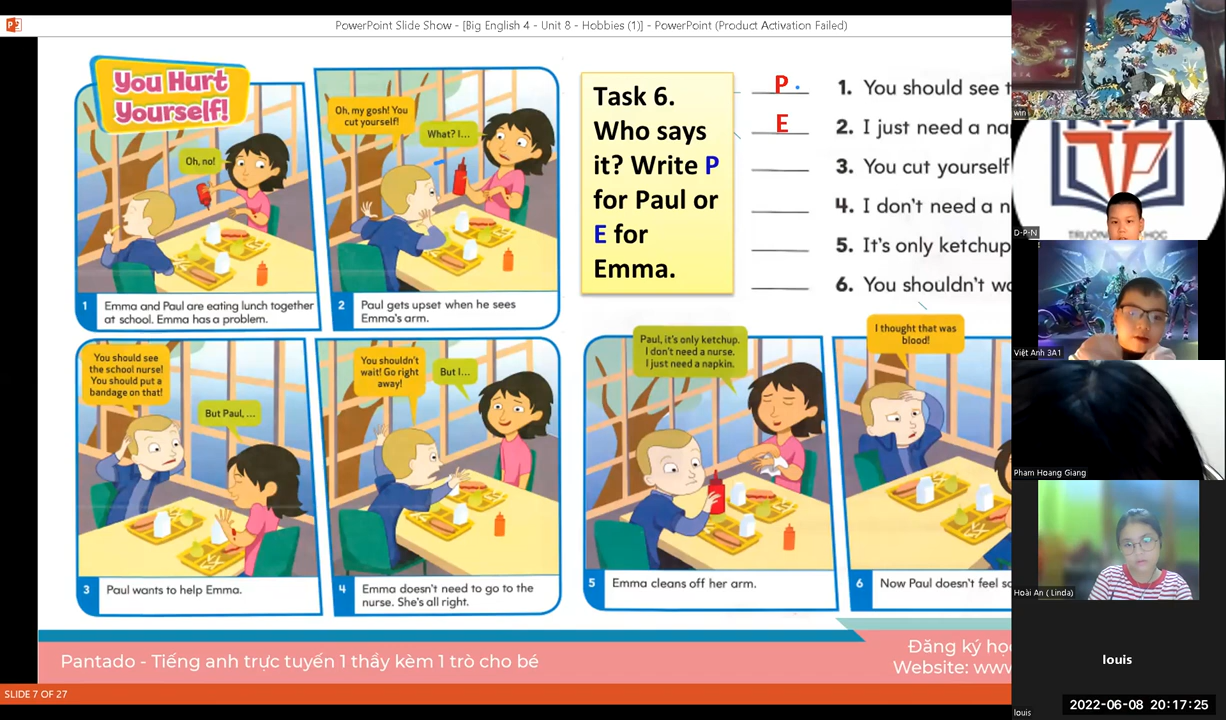 PowerPoint Slide Show - [Big English 4 - Unit 8 - Hobbies (1)] - PowerPoint (Product Activation Failed)
You Hurt
Yourself!
Oh, no!
1 Emma and Paul are eating lunch together
at school. Emma has a problem.
Oh, my gosh! You
cut yourself!
What? I...
2 Paul gets upset when he sees
Emma's arm.
Task 6.
Who says
it? Write P
for Paul or
E for
Emma.
P 1. You should see
E 2. I just need a
3. You cut yourself
4. I don't need a
5. It's only ketchup
6. You shouldn't
You should see
the school nurse!
You should put a
bandage on that!
But Paul, ...
3 Paul wants to help Emma.
You shouldn't
wait! Go right
away!
But I...
4 Emma doesn't need to go to the
nurse. She's all right.
Paul, it's only ketchup.
I don't need a nurse.
I just need a napkin.
5 Emma cleans off her arm.
I thought that was
blood!
6 Now Paul doesn't feel
Pantado - Tiếng anh trực tuyến 1 thầy kèm 1 trò cho bé
Đăng ký
Website:
SLIDE 7 OF 27
win
D-P-N
Việt Anh 3A1
Pham Hoang Giang
Hoài An ( Linda)
louis
louis
2022-06-08 20:17:25